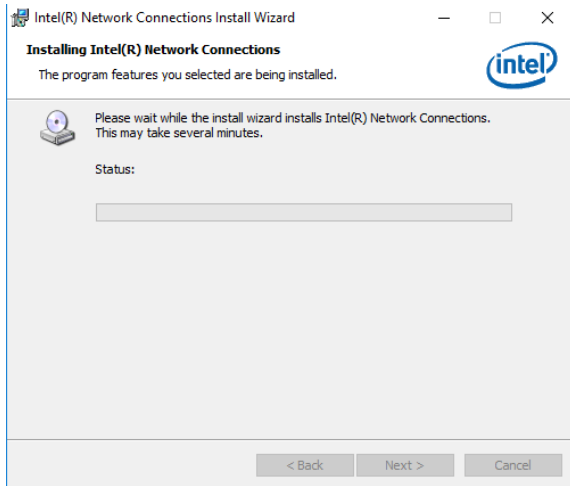 Intel(R) Network Connections Install Wizard
Installing Intel(R) Network Connections
The program features you selected are being installed.
intel
Please wait while the install wizard installs Intel(R) Network Connections.
This may take several minutes.
Status:
< Back Next > Cancel